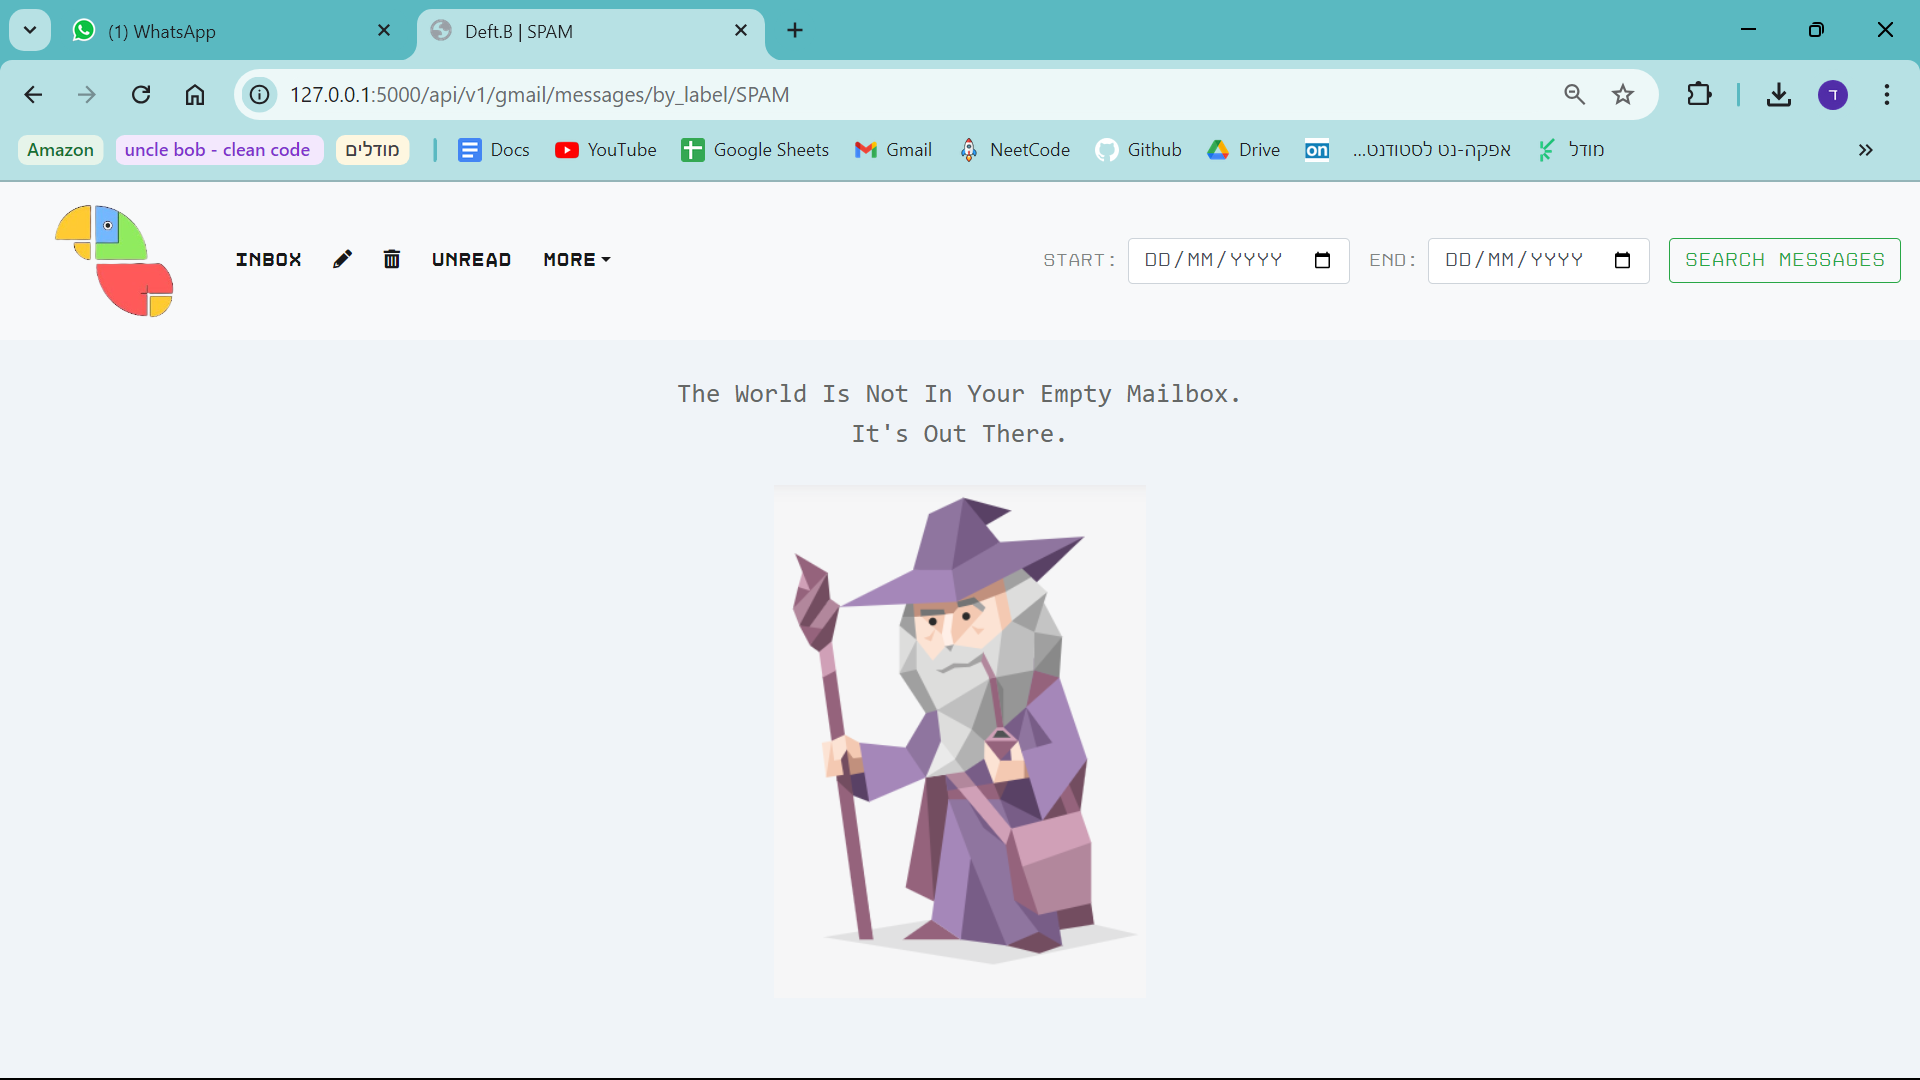 (1) WhatsApp
Deft.B | SPAM
127.0.0.1:5000/api/v1/gmail/messages/by_label/SPAM
ד
Amazon
uncle bob - clean code
מודלים
Docs
YouTube
Google Sheets
Gmail
NeetCode
Github
Drive
on
אפקה-נט לסטודנט...
מודל
INBOX
UNREAD
MORE
START:
DD/MM/YYYY
END:
DD/MM/YYYY
SEARCH MESSAGES
The World Is Not In Your Empty Mailbox.
It's Out There.